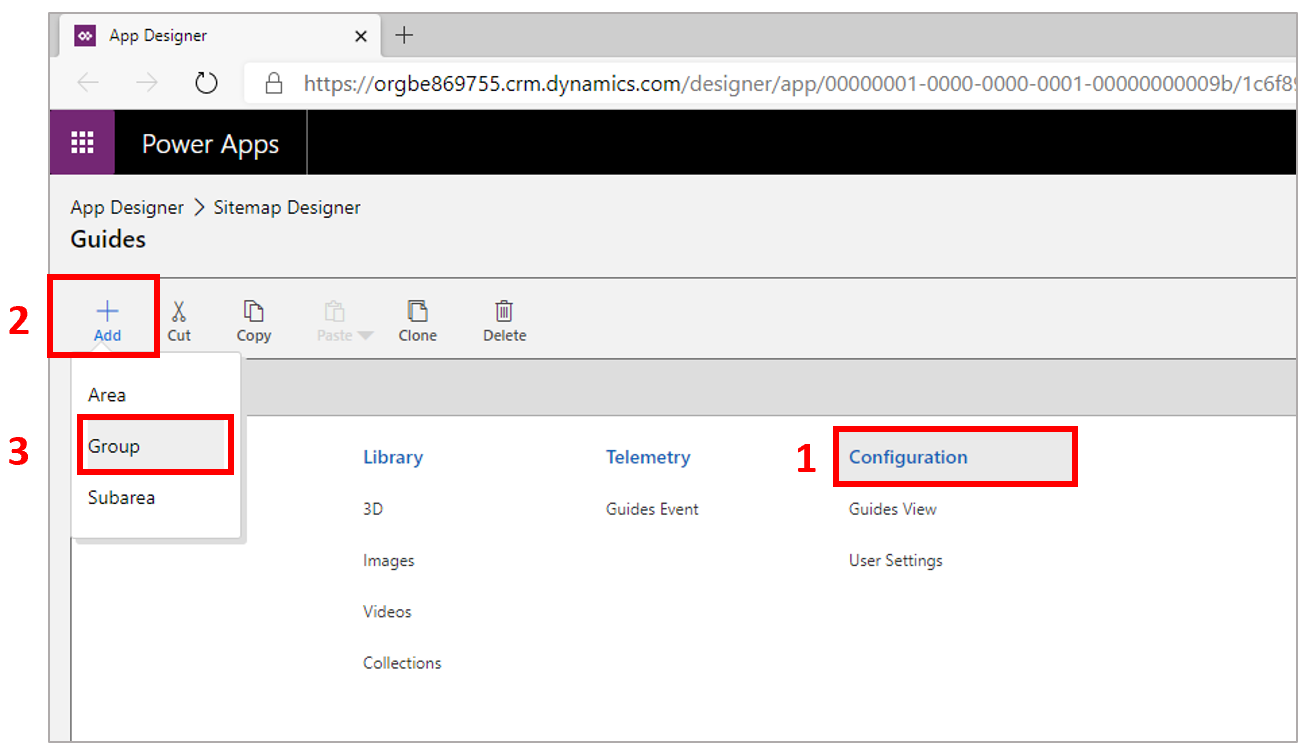 App Designer
https://orgbe869755.crm.dynamics.com/designer/app/00000001-0000-0000-0001-00000000009b/1c6f89
Power Apps
App Designer > Sitemap Designer
Guides
2
Add Cut Copy Paste Clone Delete
Area
3
Group
Subarea
Library Telemetry 1 Configuration
3D Guides Event Guides View
Images User Settings
Videos
Collections